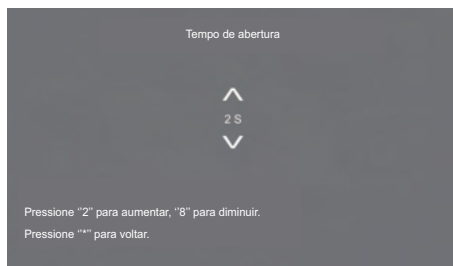 Tempo de abertura
2 S
Pressione ‘'2’' para aumentar, ‘'8’' para diminuir.
Pressione ‘'*’' para voltar.